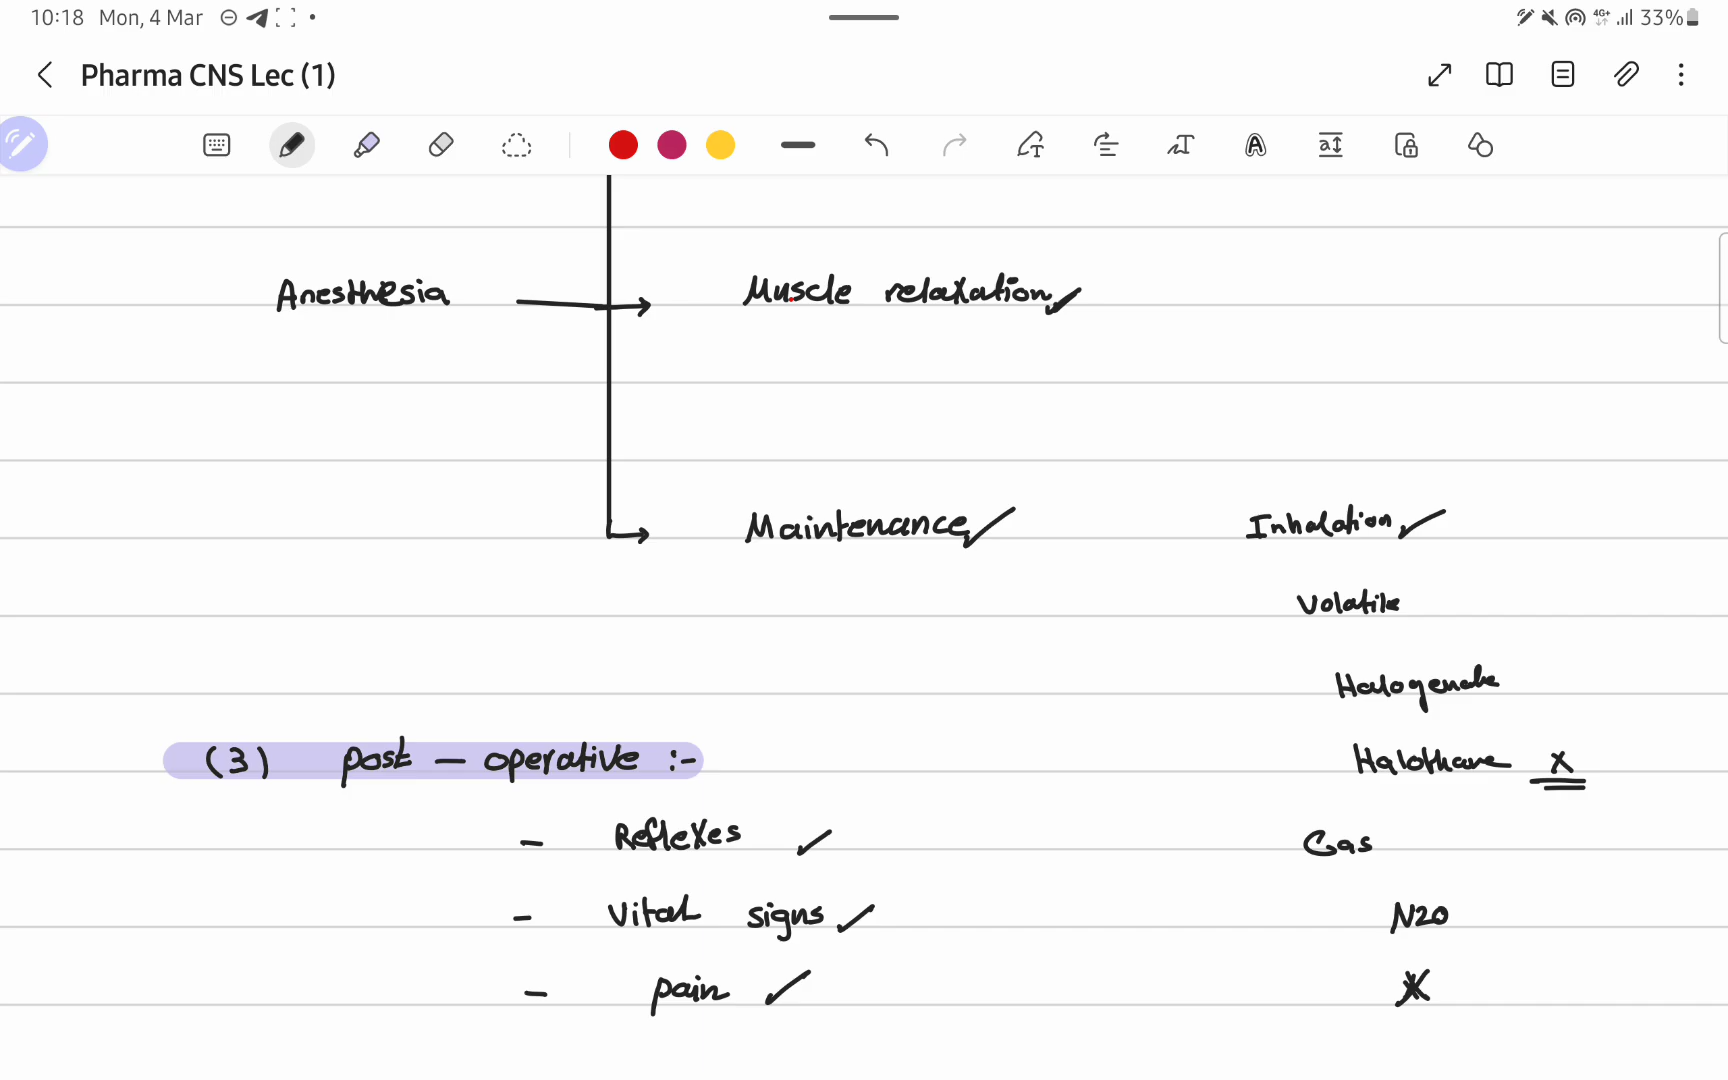 10:18 Mon, 4 Mar 4G+ 33%
Pharma CNS Lec (1)
Anesthesia Muscle relaxation
Maintenance Inhalation
Volatile
Halogenate
(3) post - operative :- Halothane X
- Reflexes Gas
- Vital signs N2O
- pain